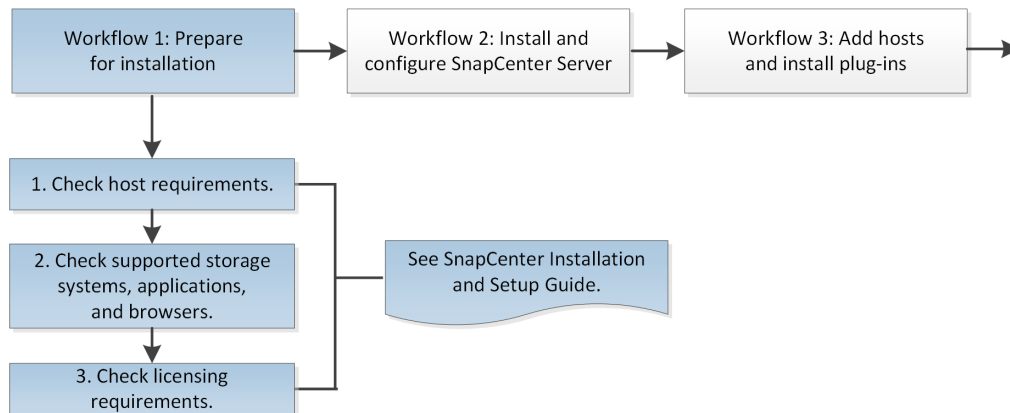 Workflow 1: Prepare
for installation
Workflow 2: Install and
configure SnapCenter Server
Workflow 3: Add hosts
and install plug-ins
1. Check host requirements.
2. Check supported storage
systems, applications,
and browsers.
See SnapCenter Installation
and Setup Guide.
3. Check licensing
requirements.